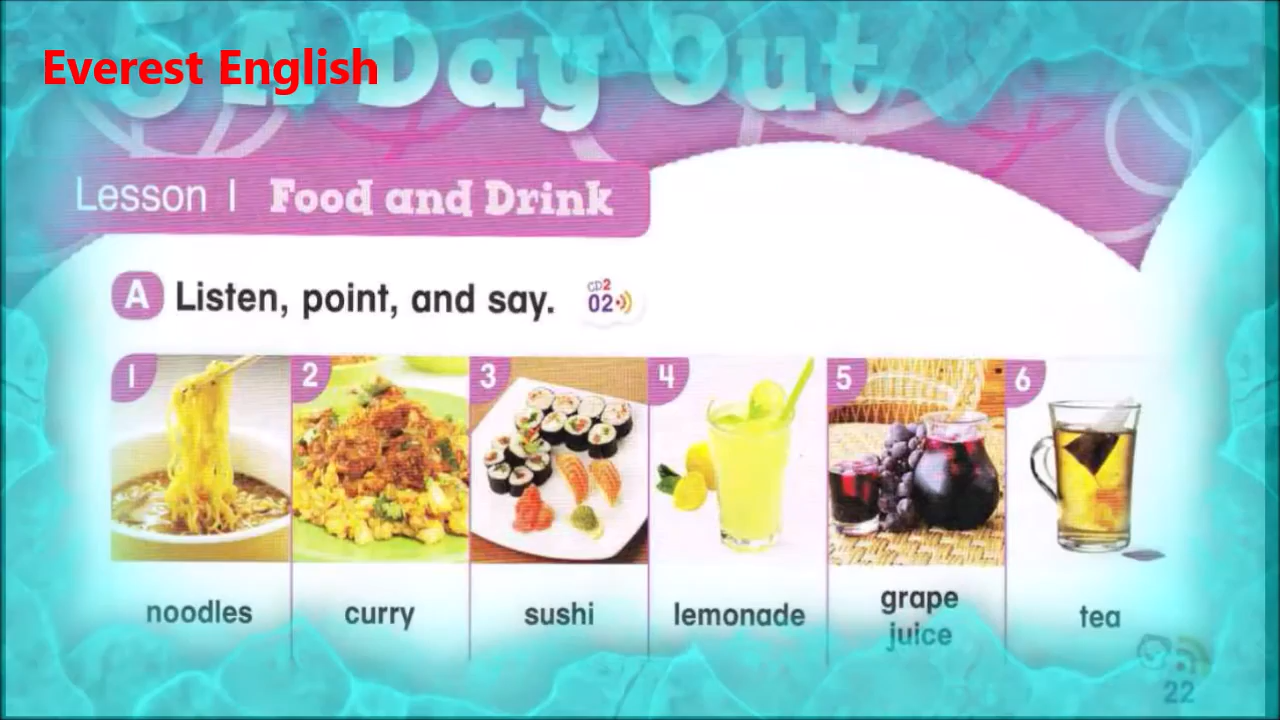 Everest English
5 A Day Out
Lesson 1 Food and Drink
A Listen, point, and say.
CD2
02
1
2
3
4
5
6
noodles
curry
sushi
lemonade
grape
juice
tea
22